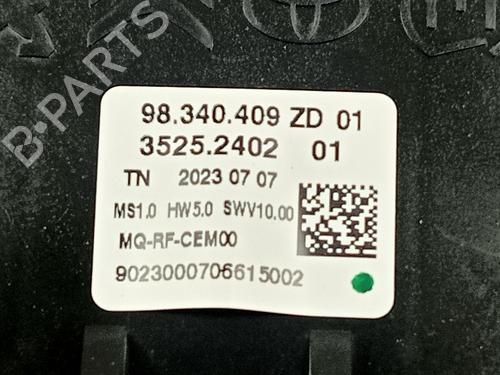 98.340.409 ZD 01
3525.2402 01
TN 2023 07 07
MS1.0 HW5.0 SWV10.00
MQ-RF-CEM00
9023000706615002
B-PARTS